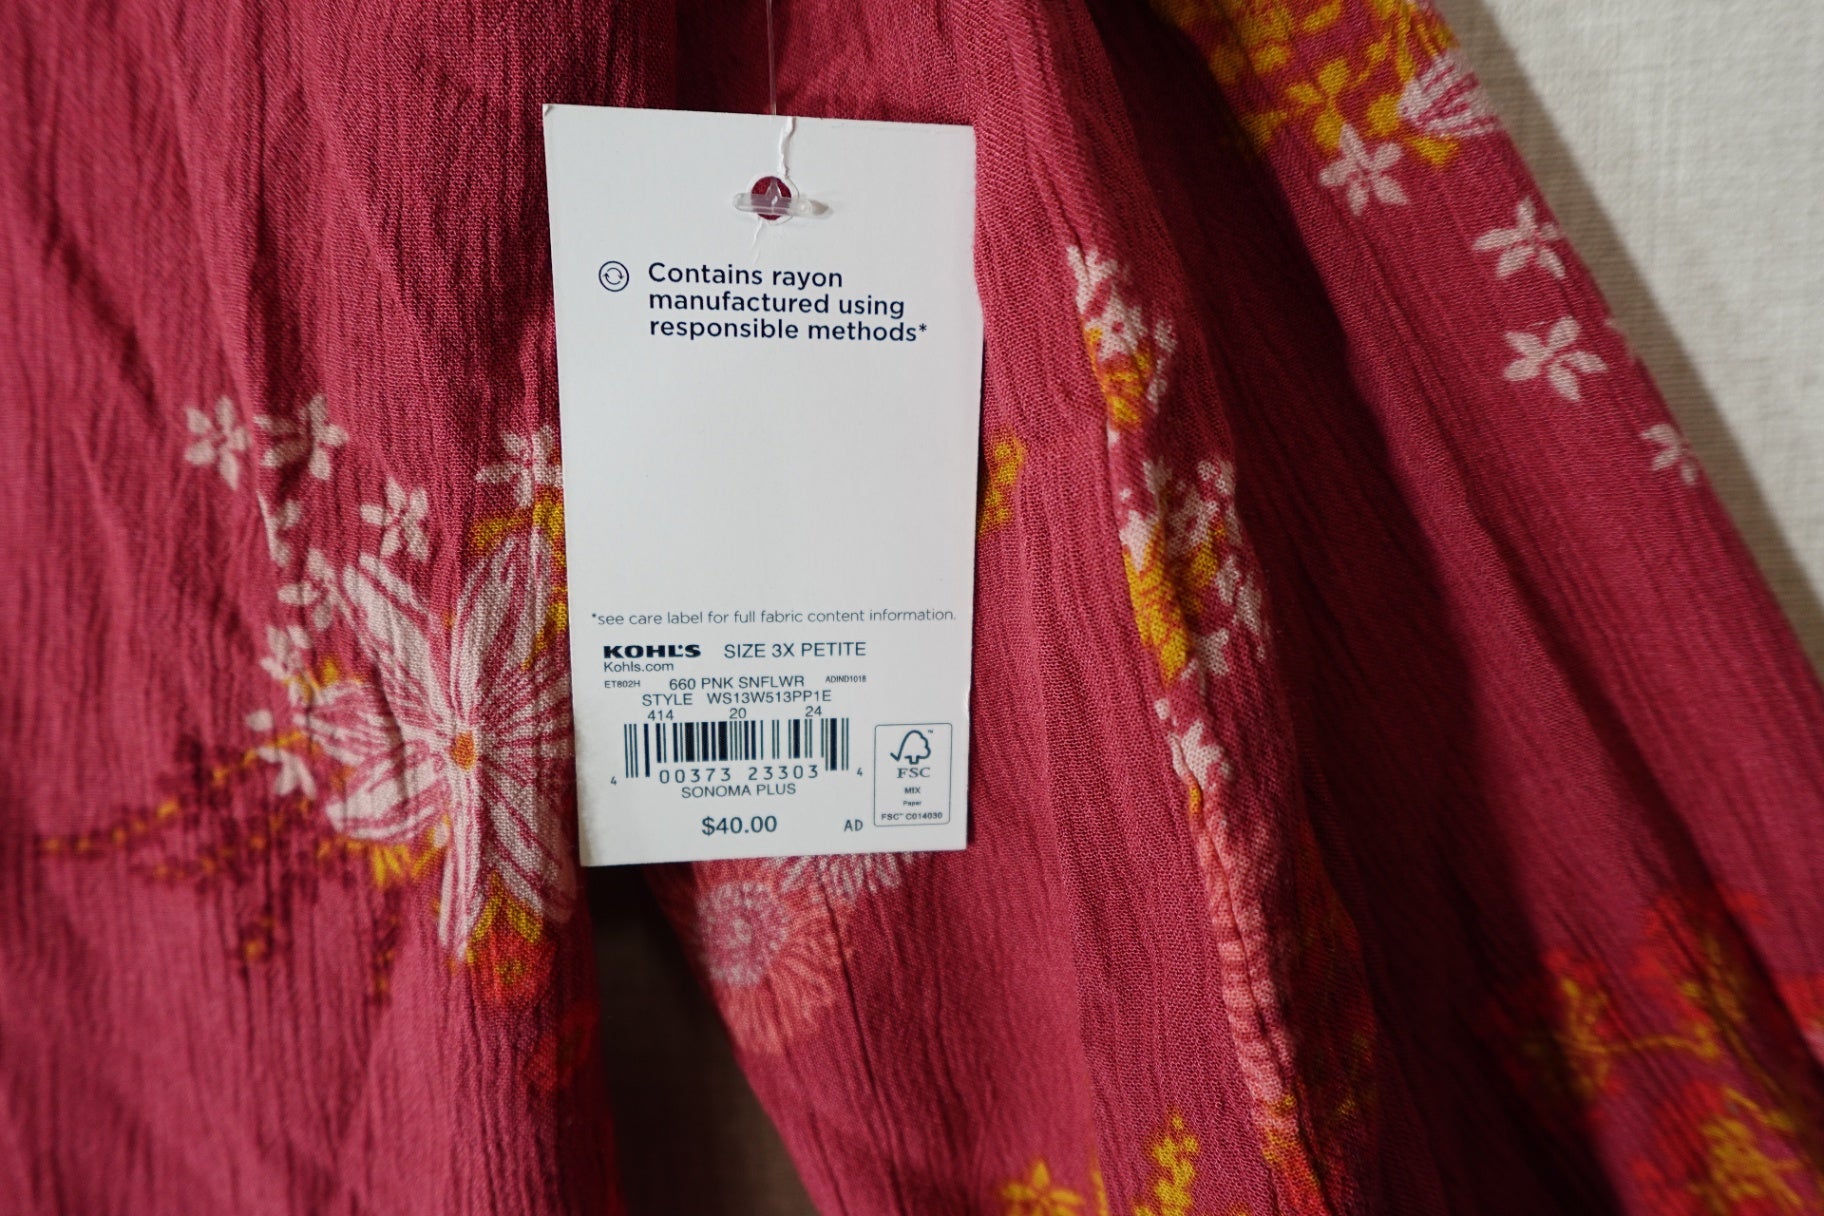 Contains rayon
manufactured using
responsible methods*
*see care label for full fabric content information.
KOHL'S SIZE 3X PETITE
Kohls.com
ET802H 660 PNK SNFLWR ADIND1018
STYLE WS13W513PP1E
414 20 24
4 00373 23303 4
SONOMA PLUS
$40.00 AD
FSC™
MIX
Paper
FSC™ C014030